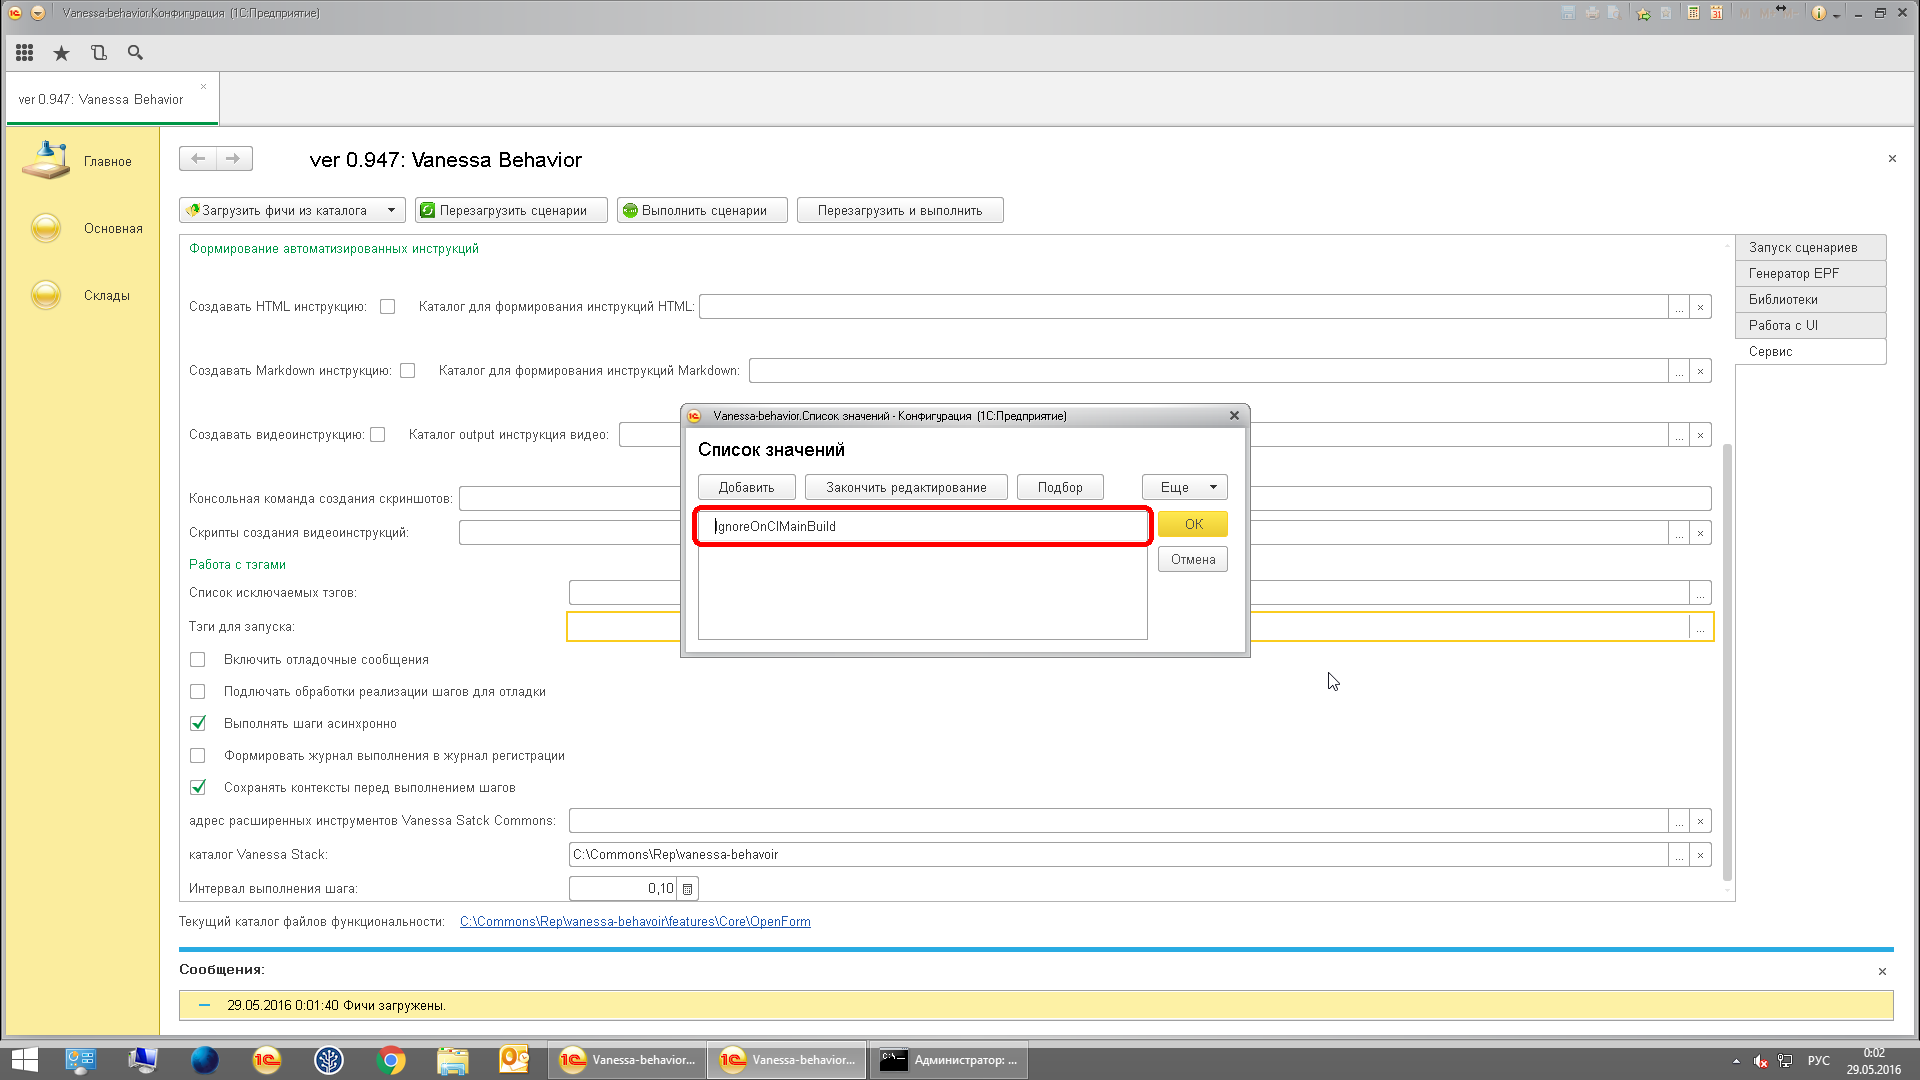 Vanessa-behavior.Конфигурация (1С:Предприятие)
ver 0.947: Vanessa Behavior
Главное
Основная
Склады
ver 0.947: Vanessa Behavior
Загрузить фичи из каталога
Перезагрузить сценарии
Выполнить сценарии
Перезагрузить и выполнить
Формирование автоматизированных инструкций
Создавать HTML инструкцию:
Каталог для формирования инструкций HTML:
Создавать Markdown инструкцию:
Каталог для формирования инструкций Markdown:
Создавать видеоинструкцию:
Каталог output инструкция видео:
Консольная команда создания скриншотов:
Скрипты создания видеоинструкций:
Работа с тэгами
Список исключаемых тэгов:
Тэги для запуска:
Включить отладочные сообщения
Подлючать обработки реализации шагов для отладки
Выполнять шаги асинхронно
Формировать журнал выполнения в журнал регистрации
Сохранять контексты перед выполнением шагов
адрес расширенных инструментов Vanessa Satck Commons:
каталог Vanessa Stack:
C:\Commons\Rep\vanessa-behavoir
Интервал выполнения шага:
0,10
Текущий каталог файлов функциональности:
C:\Commons\Rep\vanessa-behavoir\features\Core\OpenForm
Запуск сценариев
Генератор EPF
Библиотеки
Работа с UI
Сервис
Vanessa-behavior.Список значений - Конфигурация (1С:Предприятие)
Список значений
Добавить
Закончить редактирование
Подбор
Еще
IgnoreOnCIMainBuild
ОК
Отмена
Сообщения:
29.05.2016 0:01:40 Фичи загружены.
Vanessa-behavior...
Vanessa-behavior...
Администратор: ...
РУС
0:02
29.05.2016